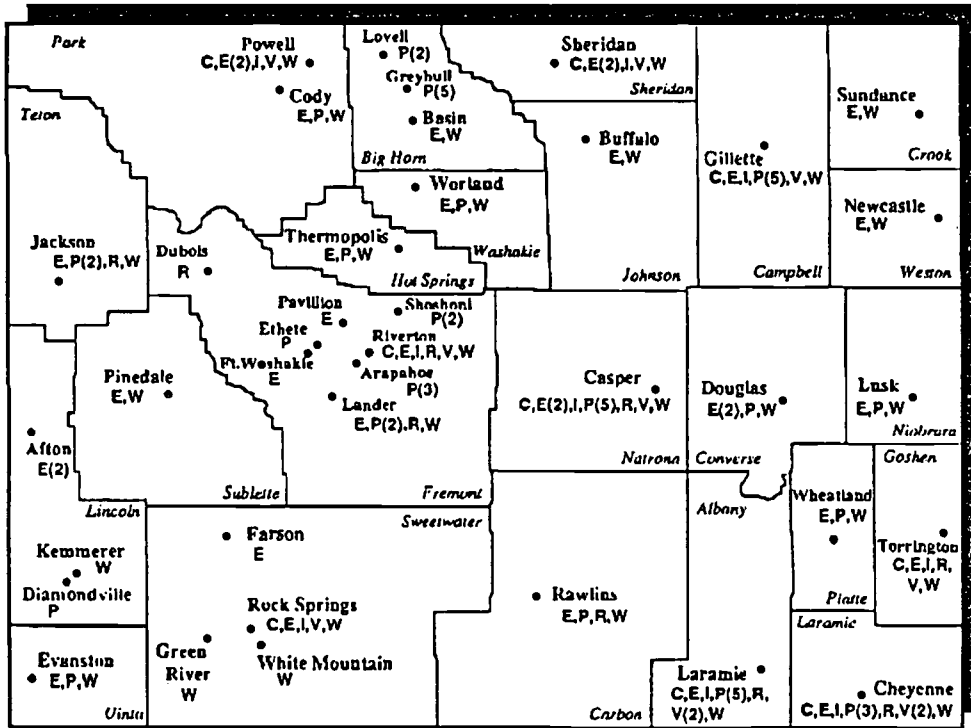 Park
Powell
C,E(2),I,V,W
Cody
E,P,W
Lovell
P(2)
Greybull
P(5)
Basin
E,W
Big Horn
Sheridan
C,E(2),I,V,W
Sheridan
Buffalo
E,W
Johnson
Gillette
C,E,I,P(5),V,W
Campbell
Sundance
E,W
Crook
Newcastle
E,W
Weston
Teton
Jackson
E,P(2),R,W
Dubois
R
Worland
E,P,W
Washakie
Thermopolis
E,P,W
Hot Springs
Pavillion
E
Shoshoni
P(2)
Ethete
P
Riverton
C,E,I,R,V,W
Ft. Washakie
E
Arapahoe
P(3)
Lander
E,P(2),R,W
Fremont
Pinedale
E,W
Sublette
Afton
E(2)
Lincoln
Kemmerer
W
Diamondville
P
Evanston
E,P,W
Uinta
Sweetwater
Farson
E
Rock Springs
C,E,I,V,W
Green
River
W
White Mountain
W
Casper
C,E(2),I,P(5),R,V,W
Natrona
Douglas
E(2),P,W
Converse
Lusk
E,P,W
Niobrara
Rawlins
E,P,R,W
Carbon
Albany
Laramie
C,E,I,P(5),R,
V(2),W
Wheatland
E,P,W
Platte
Goshen
Torrington
C,E,I,R,
V,W
Laramie
Cheyenne
C,E,I,P(3),R,V(2),W